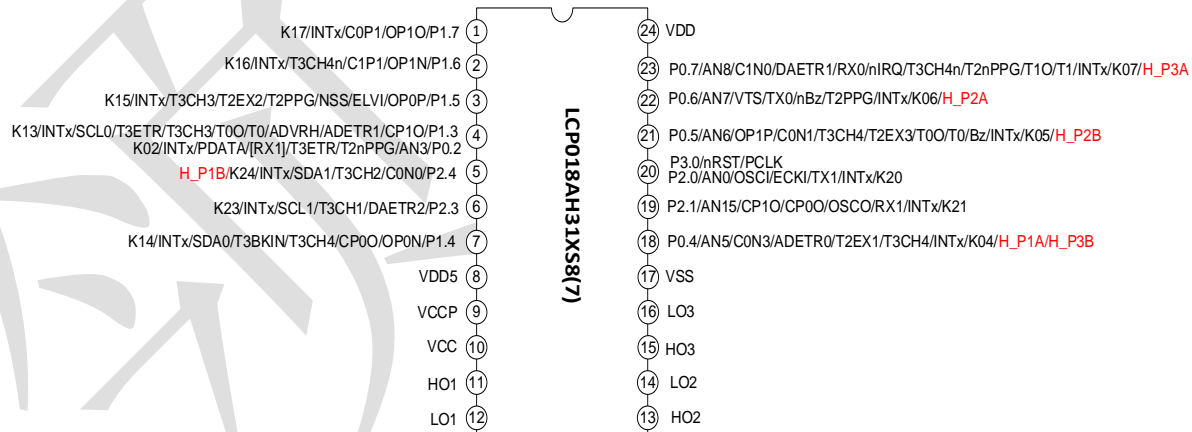 K17/INTx/C0P1/OP1O/P1.7 1
24 VDD
K16/INTx/T3CH4n/C1P1/OP1N/P1.6 2
23 P0.7/AN8/C1N0/DAETR1/RX0/nIRQ/T3CH4n/T2nPPG/T1O/T1/INTx/K07/H_P3A
K15/INTx/T3CH3/T2EX2/T2PPG/NSS/ELVI/OP0P/P1.5 3
22 P0.6/AN7/VTS/TX0/nBz/T2PPG/INTx/K06/H_P2A
K13/INTx/SCL0/T3ETR/T3CH3/T0O/T0/ADVRH/ADETR1/CP1O/P1.3
K02/INTx/PDATA/[RX1]/T3ETR/T2nPPG/AN3/P0.2 4
21 P0.5/AN6/OP1P/C0N1/T3CH4/T2EX3/T0O/T0/Bz/INTx/K05/H_P2B
H_P1B/K24/INTx/SDA1/T3CH2/C0N0/P2.4 5
20 P3.0/nRST/PCLK
P2.0/AN0/OSCI/ECKI/TX1/INTx/K20
K23/INTx/SCL1/T3CH1/DAETR2/P2.3 6
19 P2.1/AN15/CP1O/CP0O/OSCO/RX1/INTx/K21
K14/INTx/SDA0/T3BKIN/T3CH4/CP0O/OP0N/P1.4 7
18 P0.4/AN5/C0N3/ADETR0/T2EX1/T3CH4/INTx/K04/H_P1A/H_P3B
VDD5 8
17 VSS
VCCP 9
16 LO3
VCC 10
15 HO3
HO1 11
14 LO2
LO1 12
13 HO2
LCP018AH31XS8(7)